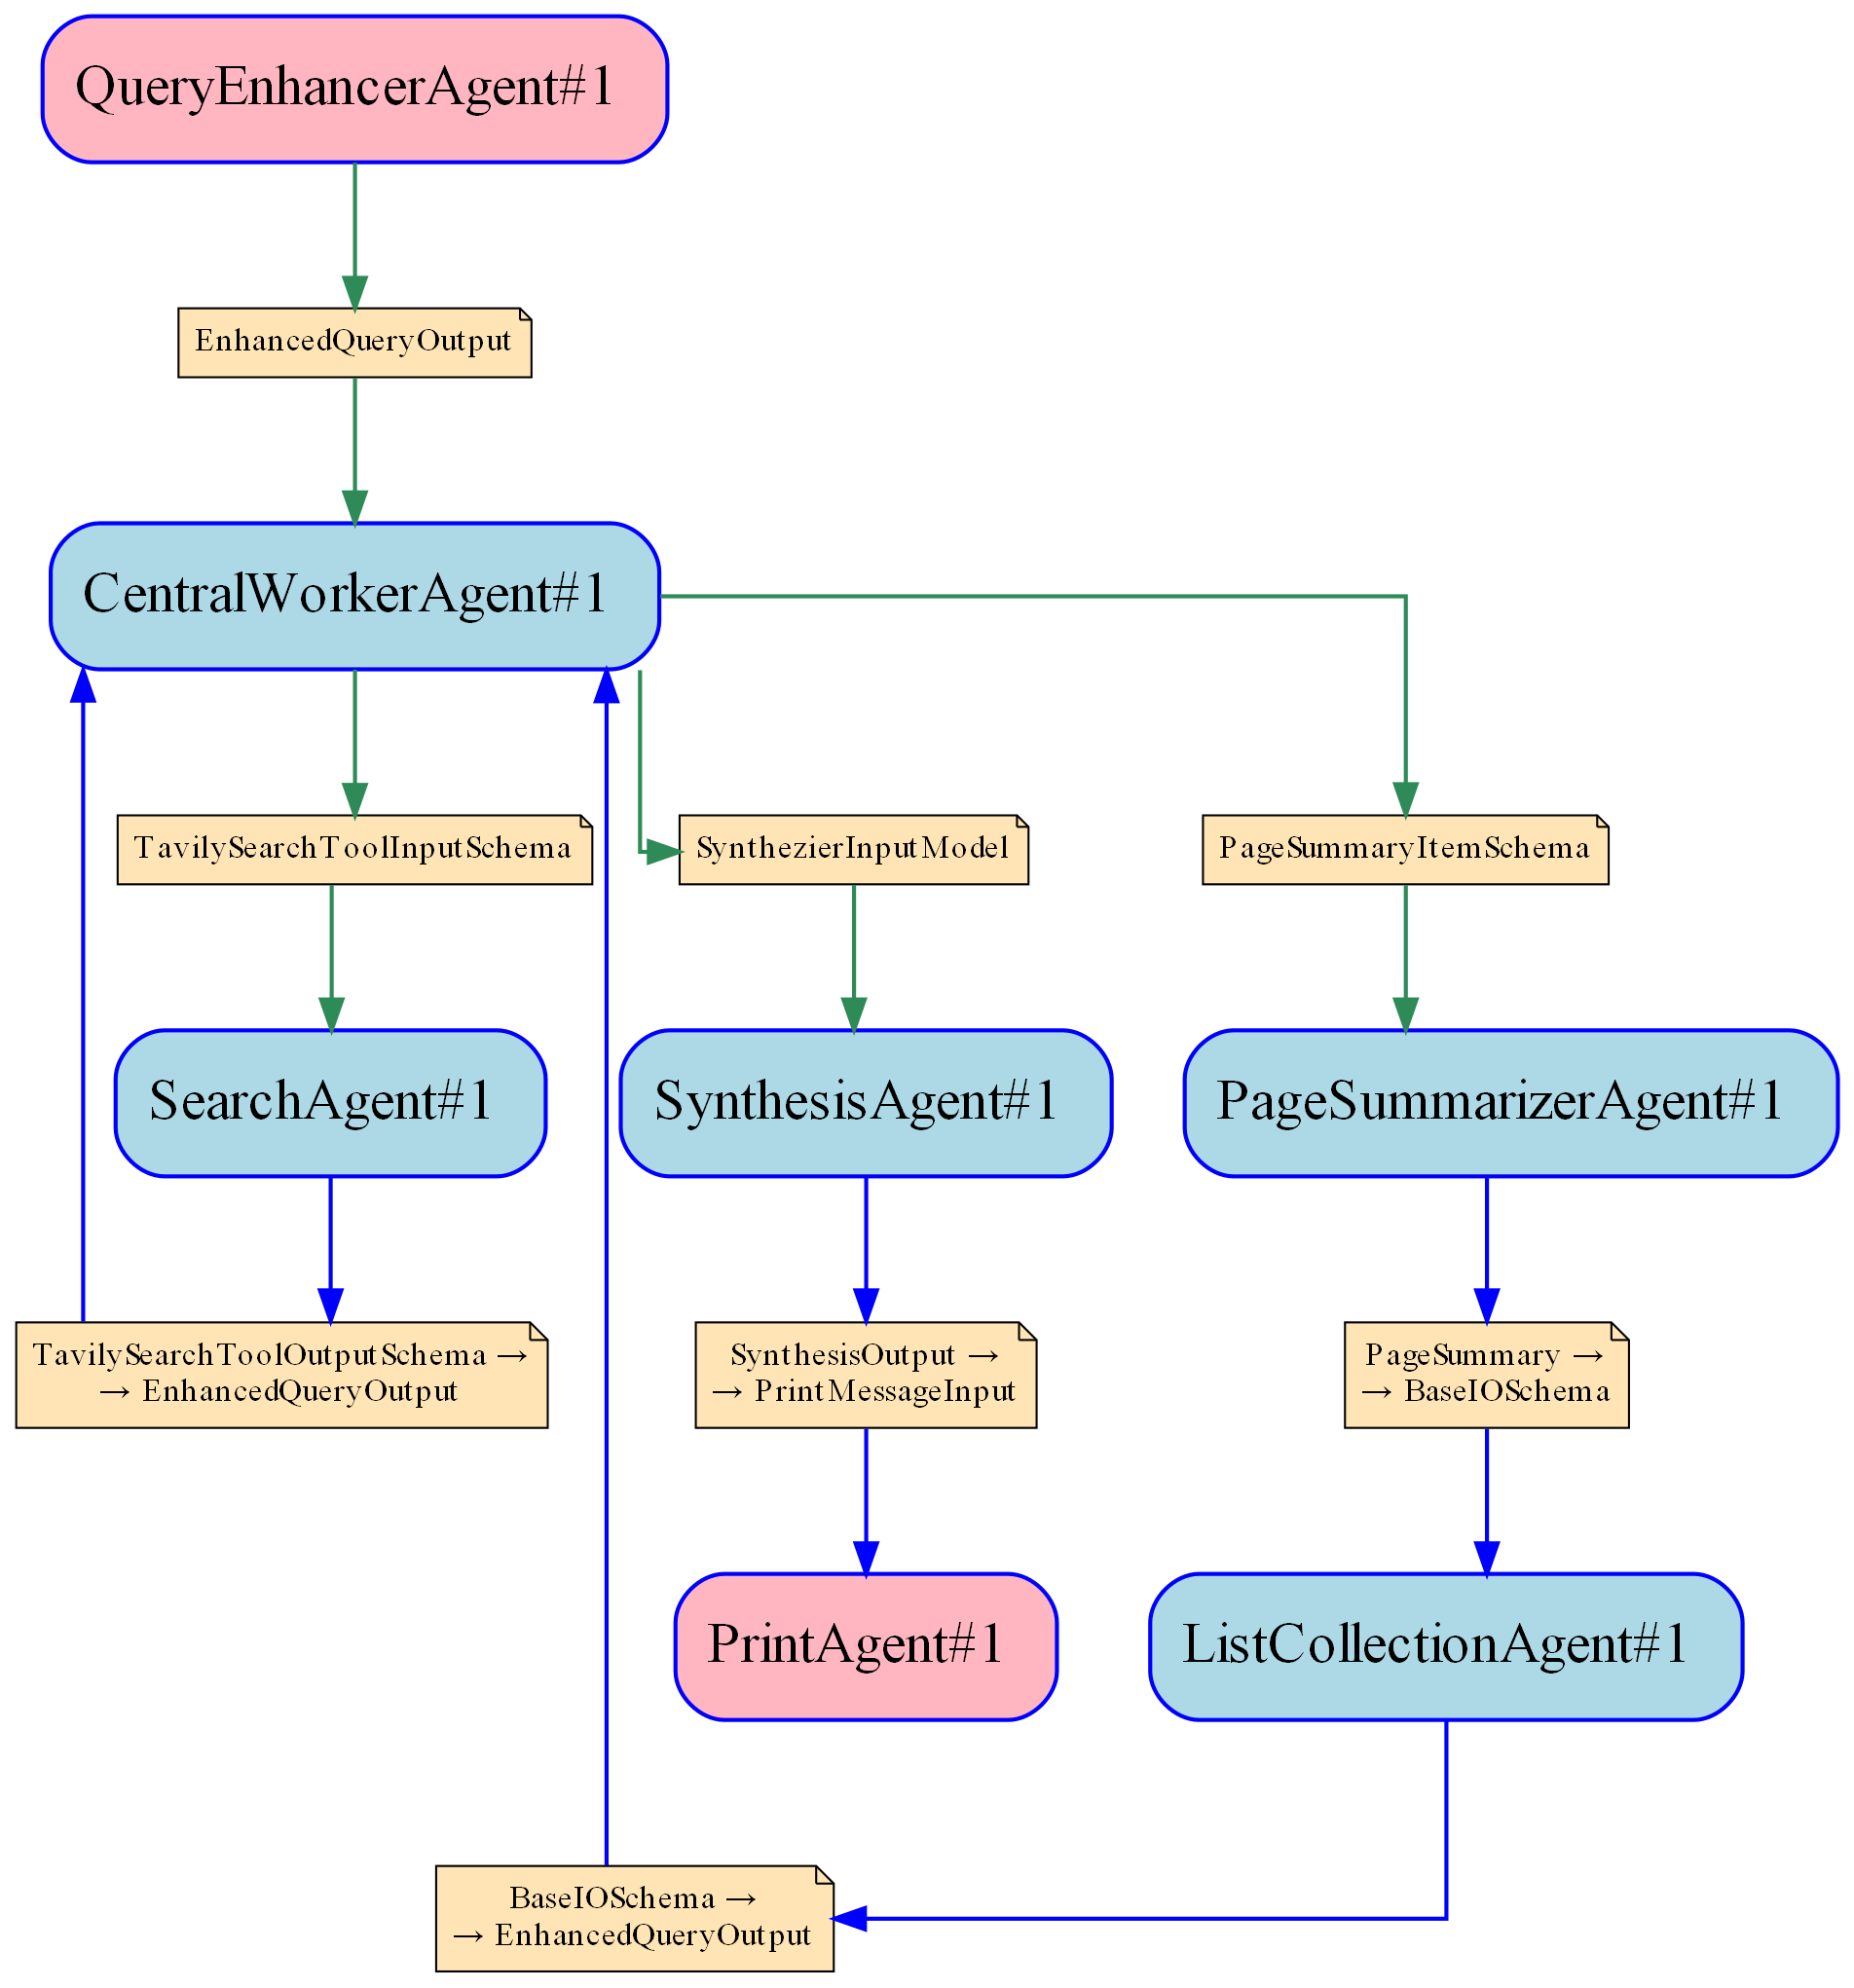 QueryEnhancerAgent#1
EnhancedQueryOutput
CentralWorkerAgent#1
TavilySearchToolInputSchema
SynthezierInputModel
PageSummaryItemSchema
SearchAgent#1
SynthesisAgent#1
PageSummarizerAgent#1
TavilySearchToolOutputSchema →
→ EnhancedQueryOutput
SynthesisOutput →
→ PrintMessageInput
PageSummary →
→ BaseIOSchema
PrintAgent#1
ListCollectionAgent#1
BaseIOSchema →
→ EnhancedQueryOutput